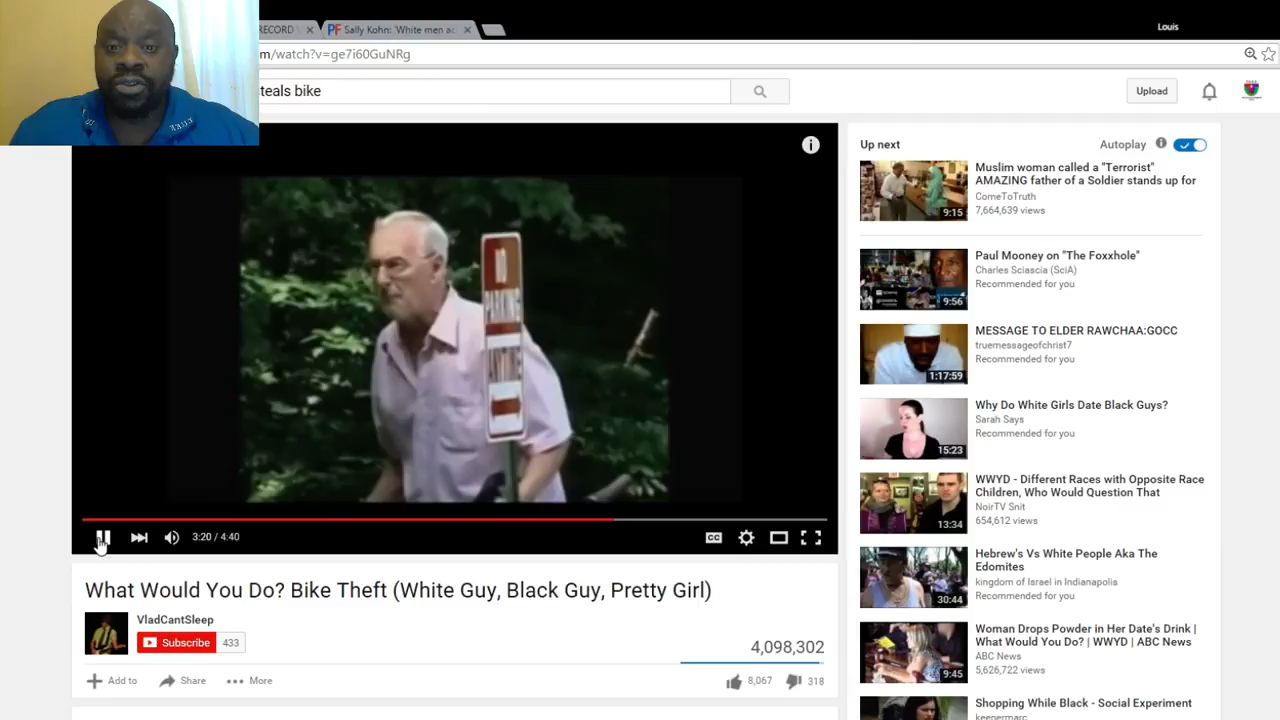 RECORD
Sally Kohn: 'White men ac
Louis
m/watch?v=ge7i60GuNRg
teals bike
Upload
Up next
Autoplay
Muslim woman called a "Terrorist"
AMAZING father of a Soldier stands up for
ComeToTruth
7,664,639 views
9:15
Paul Mooney on "The Foxxhole"
Charles Sciascia (SciA)
Recommended for you
9:56
MESSAGE TO ELDER RAWCHAA:GOCC
truemessageofchrist7
Recommended for you
1:17:59
Why Do White Girls Date Black Guys?
Sarah Says
Recommended for you
15:23
WWYD - Different Races with Opposite Race
Children, Who Would Question That
NoirTV Snit
654,612 views
13:34
Hebrew's Vs White People Aka The
Edomites
kingdom of Israel in Indianapolis
Recommended for you
30:44
Woman Drops Powder in Her Date's Drink |
What Would You Do? | WWYD | ABC News
ABC News
5,626,722 views
9:45
Shopping While Black - Social Experiment
keenermarc
3:20 / 4:40
CC
What Would You Do? Bike Theft (White Guy, Black Guy, Pretty Girl)
VladCantSleep
Subscribe 433
4,098,302
Add to
Share
More
8,067
318